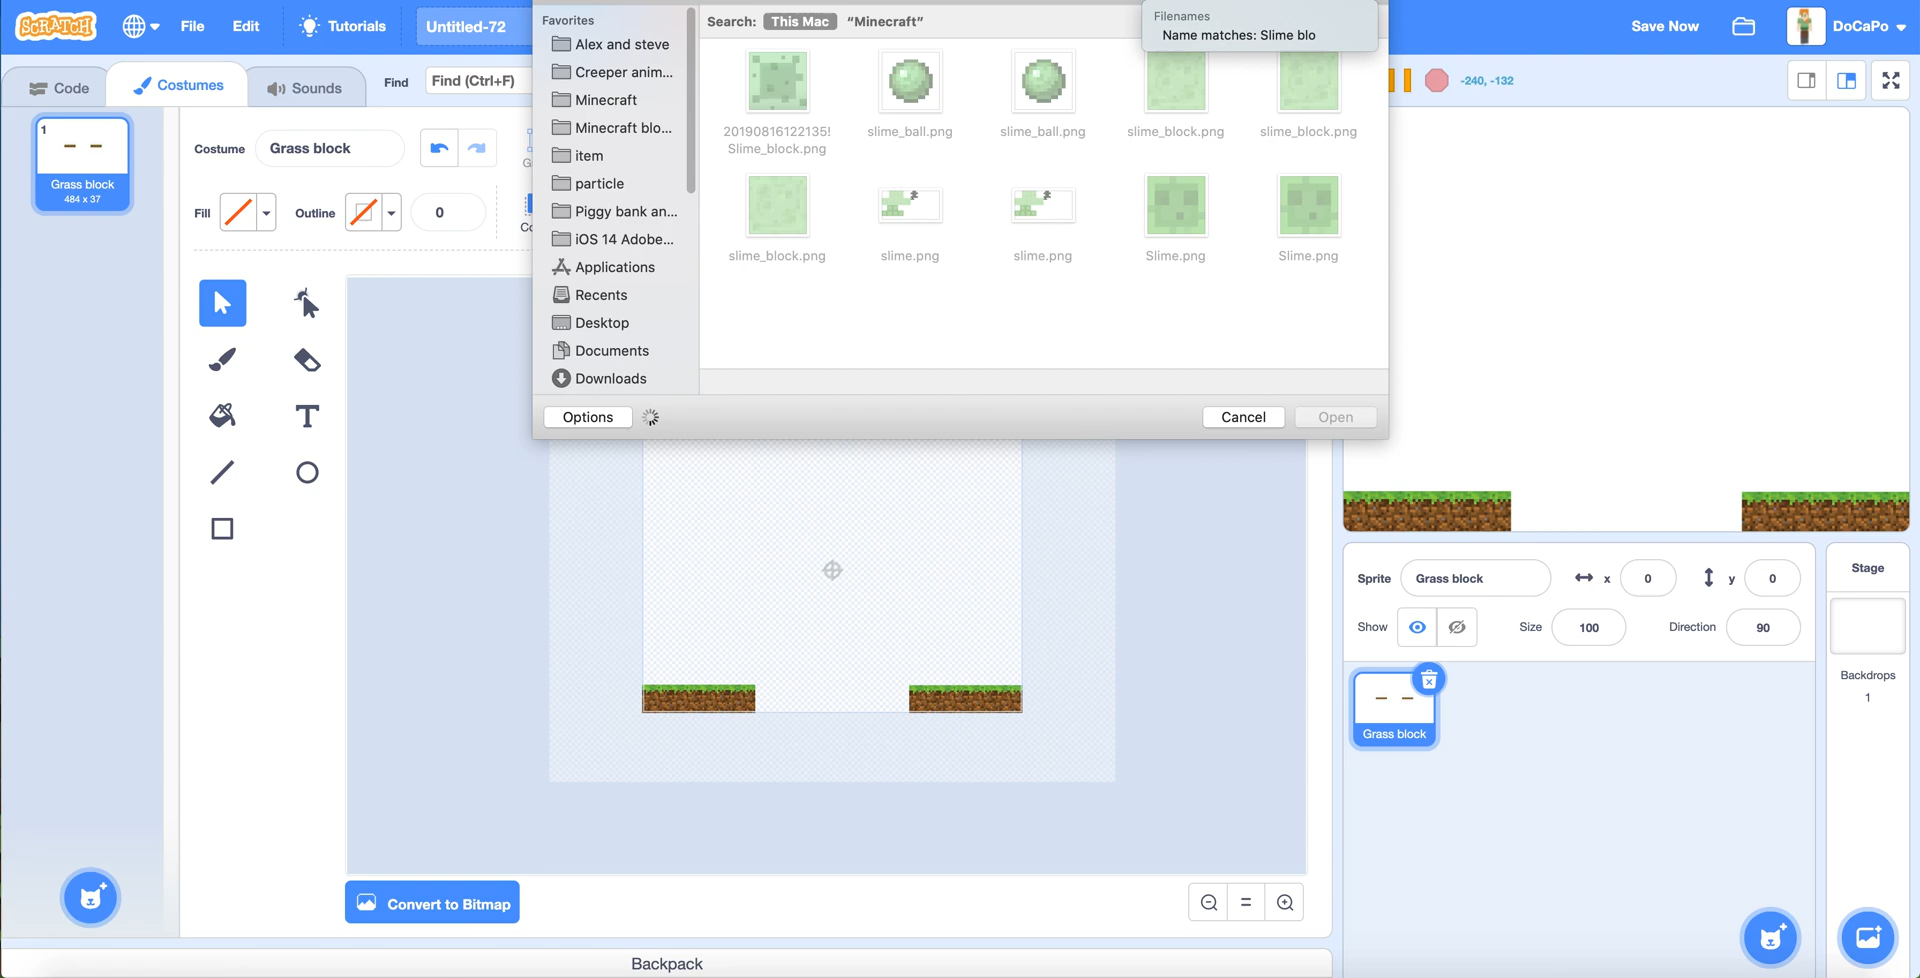 SCRATCH
File
Edit
Tutorials
Untitled-72
Save Now
DoCaPo
Code
Costumes
Sounds
Find
Find (Ctrl+F)
-240, -132
Favorites
Alex and steve
Creeper anim...
Minecraft
Minecraft blo...
item
particle
Piggy bank an...
iOS 14 Adobe...
Applications
Recents
Desktop
Documents
Downloads
Search:
This Mac
“Minecraft”
Filenames
Name matches: Slime blo
20190816122135!
Slime_block.png
slime_ball.png
slime_ball.png
slime_block.png
slime_block.png
slime_block.png
slime.png
slime.png
Slime.png
Slime.png
Options
Cancel
Open
1
Grass block
484 x 37
Costume
Grass block
Fill
Outline
0
T
Convert to Bitmap
Backpack
Sprite
Grass block
x
0
y
0
Show
Size
100
Direction
90
Grass block
Stage
Backdrops
1